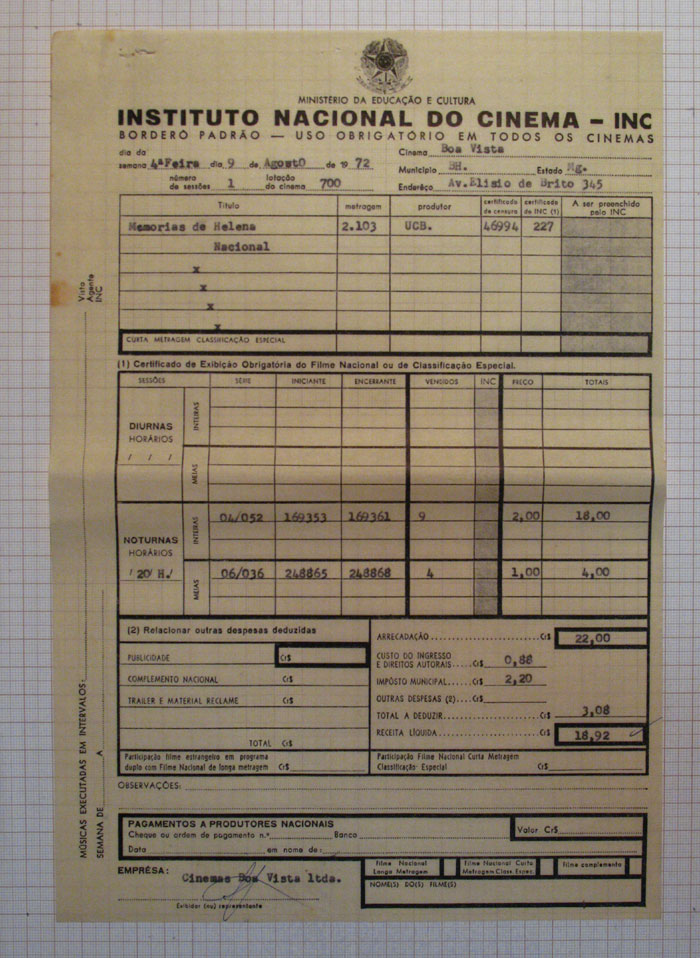 MINISTÉRIO DA EDUCAÇÃO E CULTURA
INSTITUTO NACIONAL DO CINEMA – INC
BORDERÔ PADRÃO — USO OBRIGATÓRIO EM TODOS OS CINEMAS
dia da semana 4ª Feira dia 9 de Agosto de 19 72
Cinema Boa Vista
número de sessões 1 lotação do cinema 700
Município BH. Estado Mg.
Endereço Av. Elisio de Brito 345
Título metragem produtor certificado de censura certificado do INC (1) A ser preenchido pelo INC
Memorias de Helena 2.103 UCB. 46994 227
Nacional
x
x
x
x
CURTA METRAGEM CLASSIFICAÇÃO ESPECIAL
(1) Certificado de Exibição Obrigatória do Filme Nacional ou de Classificação Especial.
SESSÕES SÉRIE INICIANTE ENCERRANTE VENDIDOS INC PREÇO TOTAIS
DIURNAS
HORÁRIOS
/ / /
INTEIRAS
MEIAS
NOTURNAS
HORÁRIOS
/ 20/ H./
INTEIRAS 04/052 169353 169361 9 2,00 18,00
MEIAS 06/036 248865 248868 4 1,00 4,00
(2) Relacionar outras despesas deduzidas
PUBLICIDADE Cr$
COMPLEMENTO NACIONAL Cr$
TRAILER E MATERIAL RECLAME Cr$
TOTAL Cr$
Participação filme estrangeiro em programa
duplo com Filme Nacional de longa metragem Cr$
ARRECADAÇÃO Cr$ 22,00
CUSTO DO INGRESSO
E DIREITOS AUTORAIS Cr$ 0,88
IMPÔSTO MUNICIPAL Cr$ 2,20
OUTRAS DESPESAS (2) Cr$
TOTAL A DEDUZIR Cr$ 3,08
RECEITA LÍQUIDA Cr$ 18,92
Participação Filme Nacional Curta Metragem
Classificação Especial Cr$
OBSERVAÇÕES:
PAGAMENTOS A PRODUTORES NACIONAIS
Cheque ou ordem de pagamento n.º Banco
Valor Cr$
Data em nome de:
EMPRÊSA: Cinemas Boa Vista ltda.
Exibidor (ou) representante
Filme Nacional Longa Metragem
Filme Nacional Curta Metragem Class. Espec.
Filme complemento
NOME(S) DO(S) FILME(S)
Visto Agente INC
MÚSICAS EXECUTADAS EM INTERVALOS:
SEMANA DE A